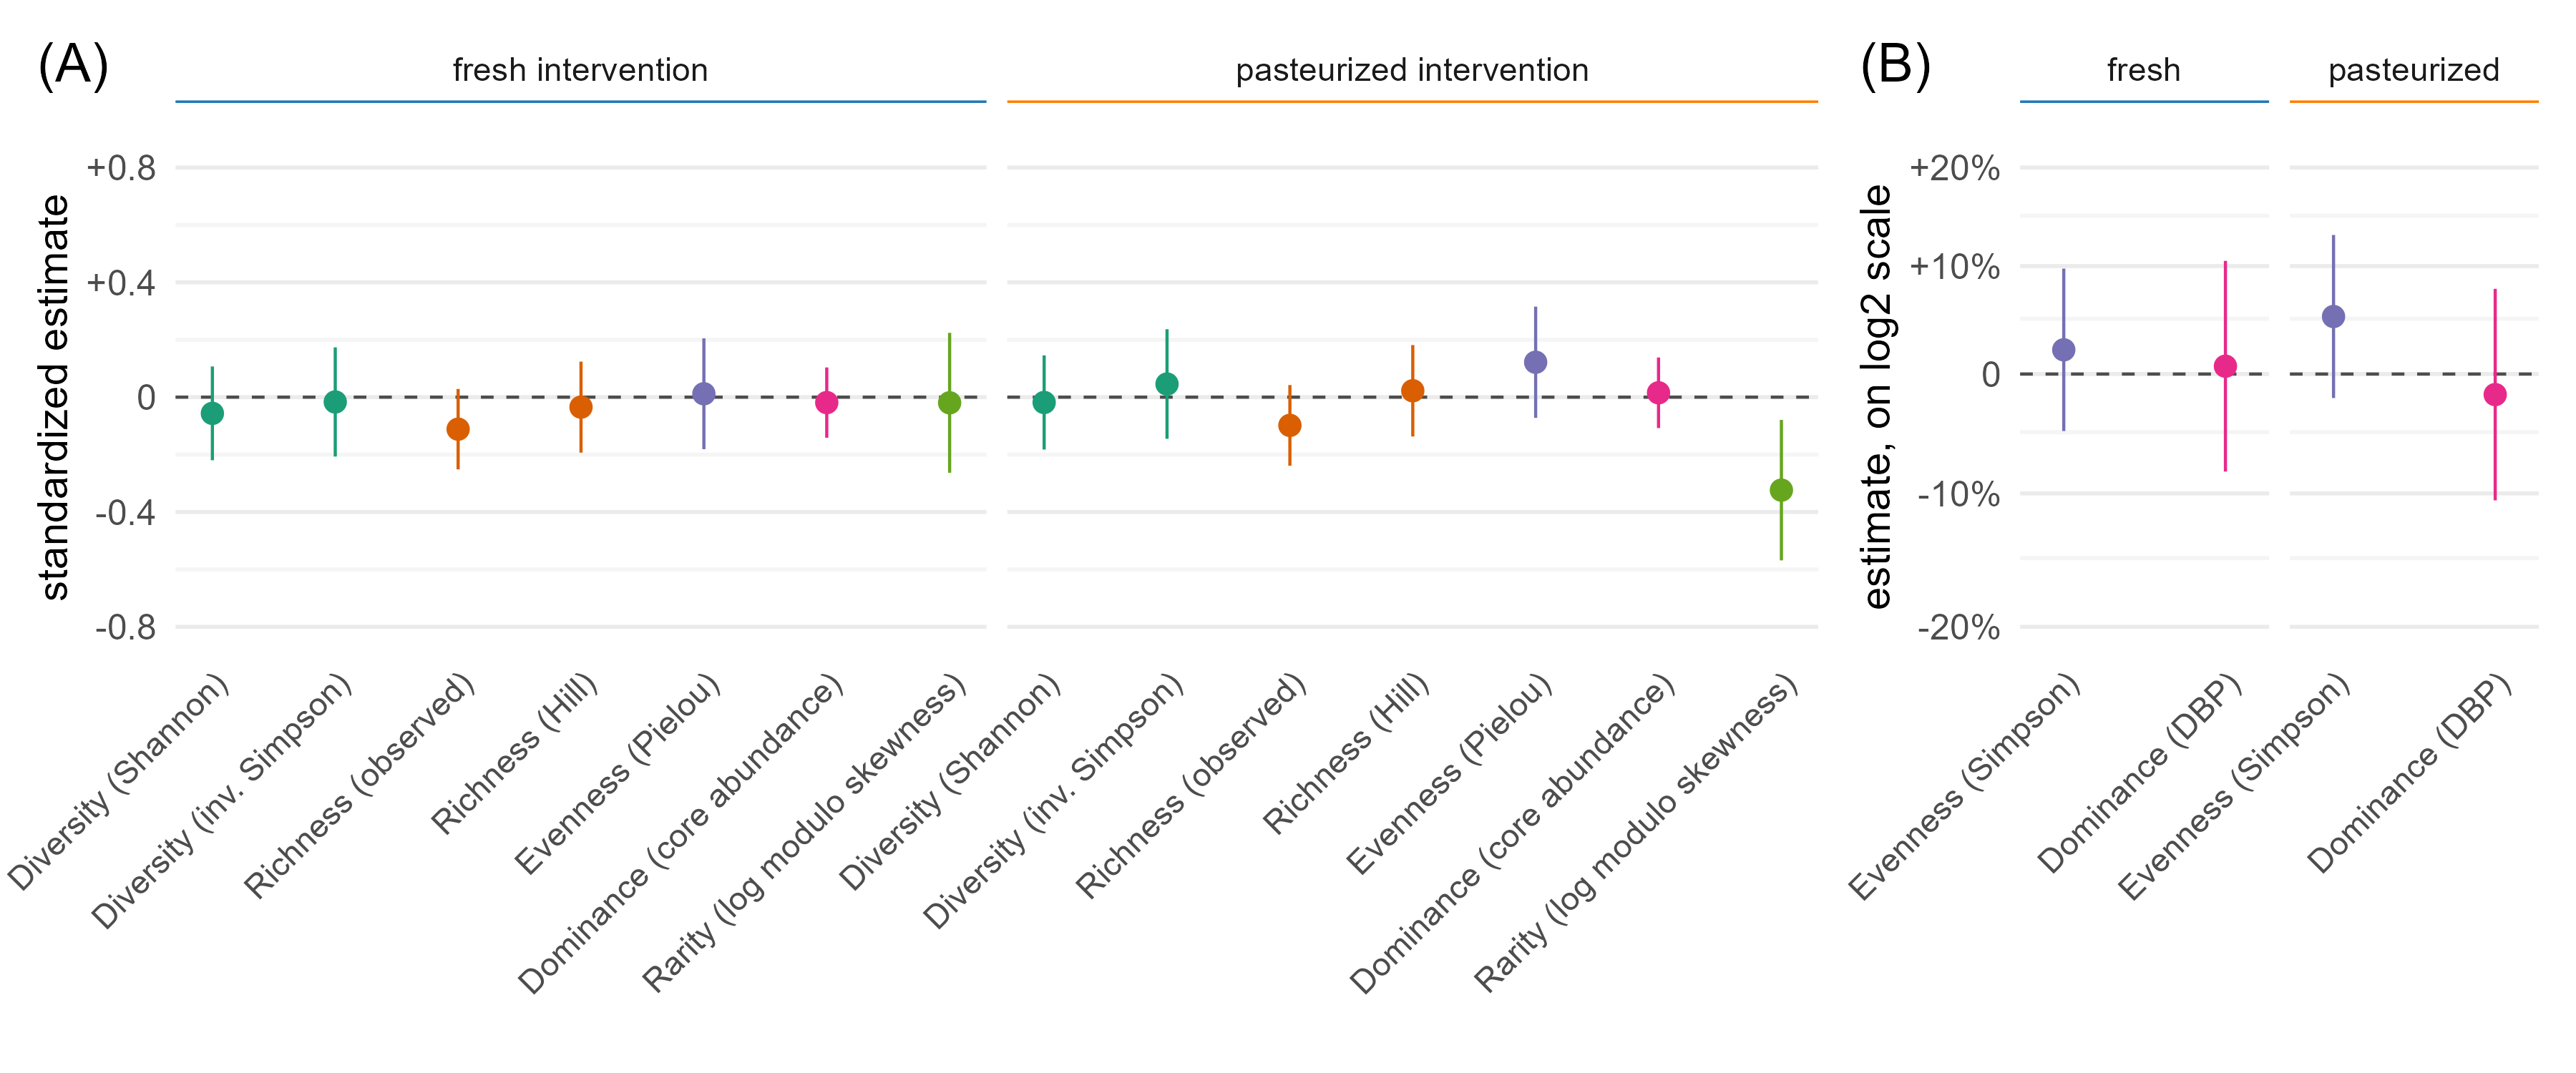 (A)
fresh intervention
pasteurized intervention
standardized estimate
+0.8
+0.4
0
-0.4
-0.8
Diversity (Shannon)
Diversity (inv. Simpson)
Richness (observed)
Richness (Hill)
Evenness (Pielou)
Dominance (core abundance)
Rarity (log modulo skewness)
Diversity (Shannon)
Diversity (inv. Simpson)
Richness (observed)
Richness (Hill)
Evenness (Pielou)
Dominance (core abundance)
Rarity (log modulo skewness)
(B)
fresh
pasteurized
estimate, on log2 scale
+20%
+10%
0
-10%
-20%
Evenness (Simpson)
Dominance (DBP)
Evenness (Simpson)
Dominance (DBP)